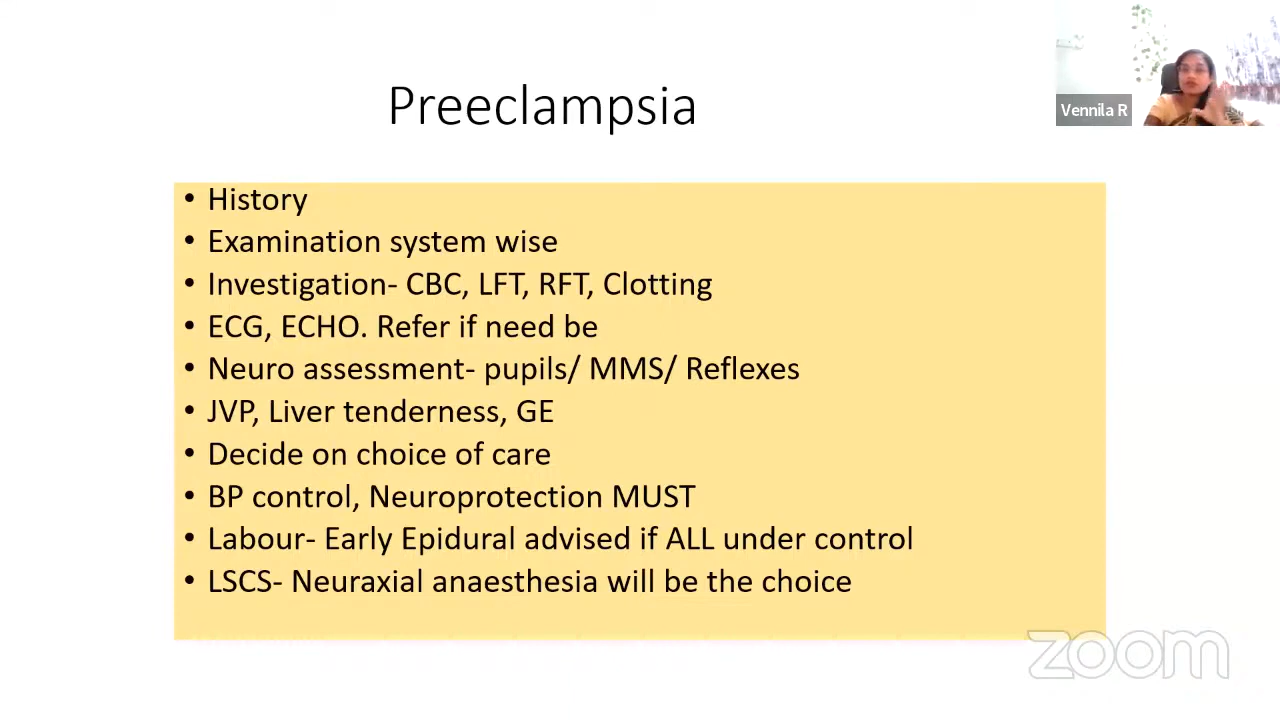 Preeclampsia
Vennila R
• History
• Examination system wise
• Investigation- CBC, LFT, RFT, Clotting
• ECG, ECHO. Refer if need be
• Neuro assessment- pupils/ MMS/ Reflexes
• JVP, Liver tenderness, GE
• Decide on choice of care
• BP control, Neuroprotection MUST
• Labour- Early Epidural advised if ALL under control
• LSCS- Neuraxial anaesthesia will be the choice
zoom